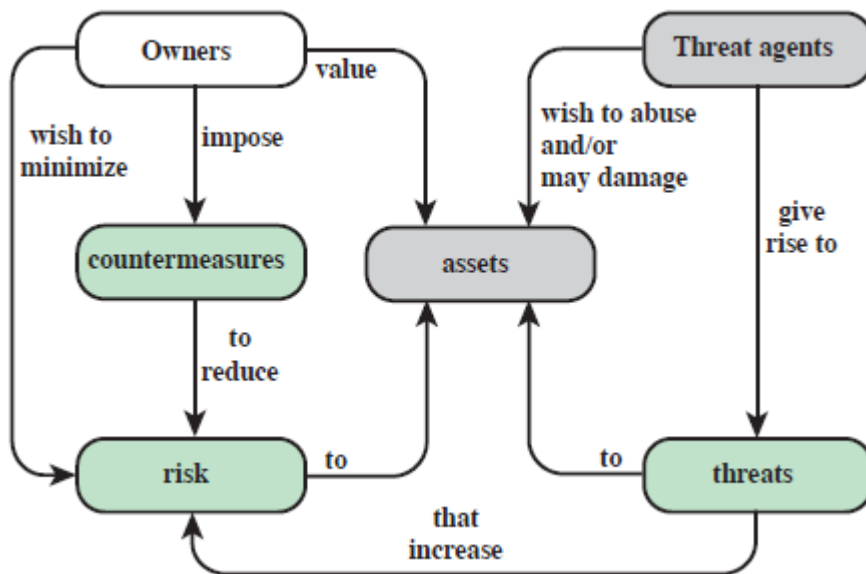 Owners
Threat agents
value
wish to
minimize
impose
wish to abuse
and/or
may damage
give
rise to
countermeasures
assets
to
reduce
risk
to
to
threats
that
increase